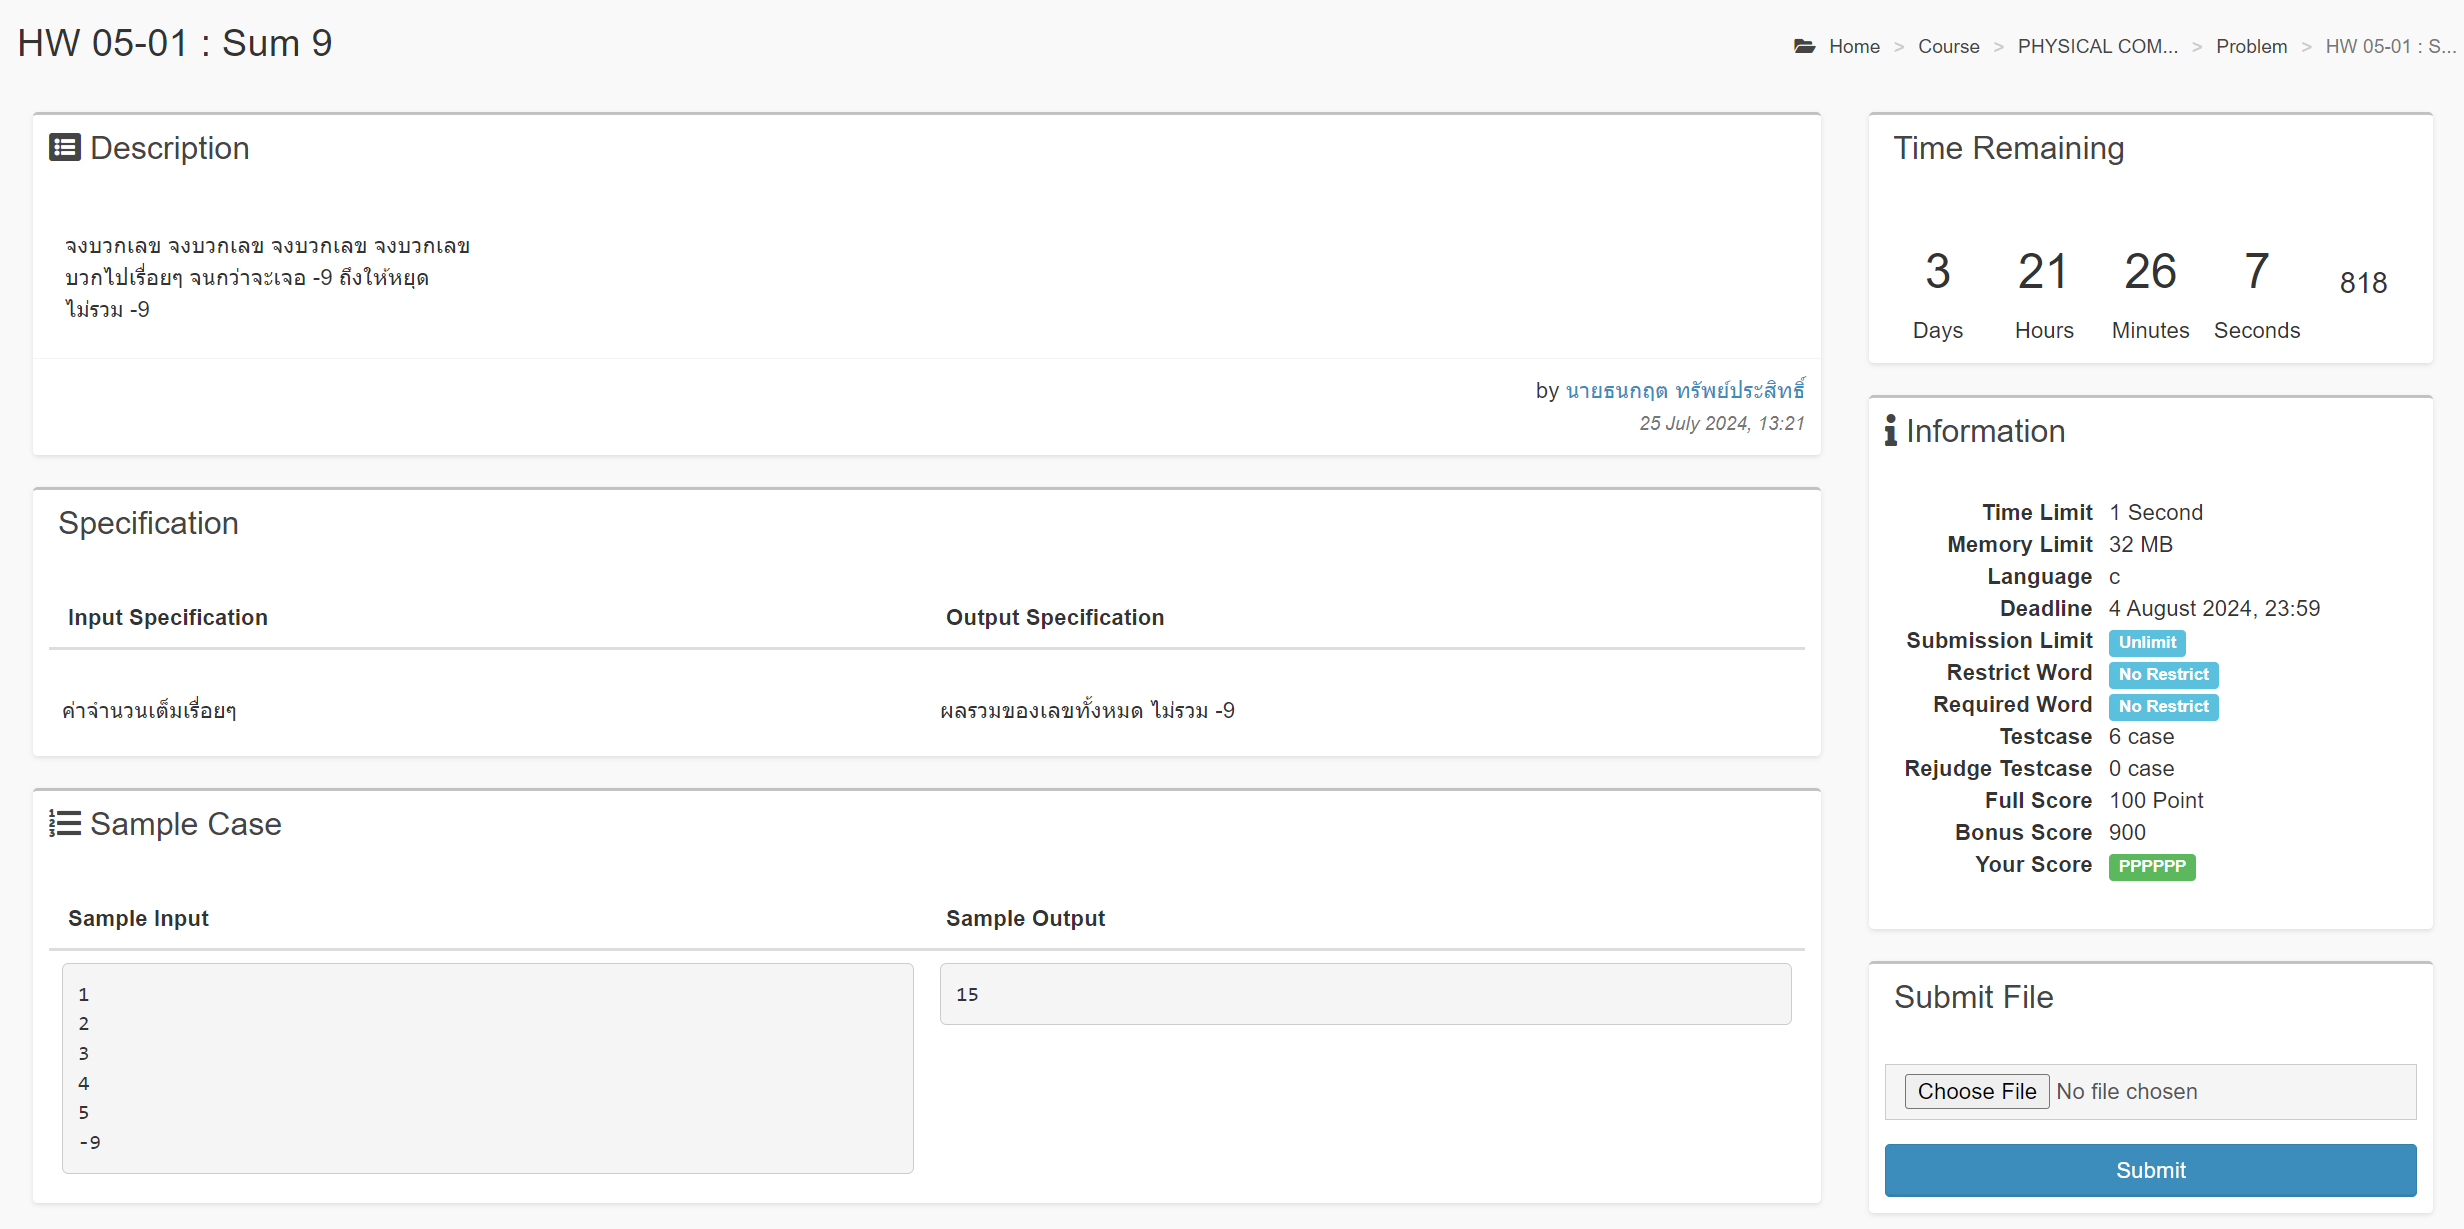 HW 05-01 : Sum 9
Home > Course > PHYSICAL COM... > Problem > HW 05-01 : S...
Description
จงบวกเลข จงบวกเลข จงบวกเลข จงบวกเลข
บวกไปเรื่อยๆ จนกว่าจะเจอ -9 ถึงให้หยุด
ไม่รวม -9
by นายธนกฤต ทรัพย์ประสิทธิ์
25 July 2024, 13:21
Specification
Input Specification Output Specification
ค่าจำนวนเต็มเรื่อยๆ ผลรวมของเลขทั้งหมด ไม่รวม -9
Sample Case
Sample Input Sample Output
1 15
2
3
4
5
-9
Time Remaining
3 21 26 7 818
Days Hours Minutes Seconds
Information
Time Limit 1 Second
Memory Limit 32 MB
Language c
Deadline 4 August 2024, 23:59
Submission Limit Unlimit
Restrict Word No Restrict
Required Word No Restrict
Testcase 6 case
Rejudge Testcase 0 case
Full Score 100 Point
Bonus Score 900
Your Score PPPPPP
Submit File
Choose File No file chosen
Submit